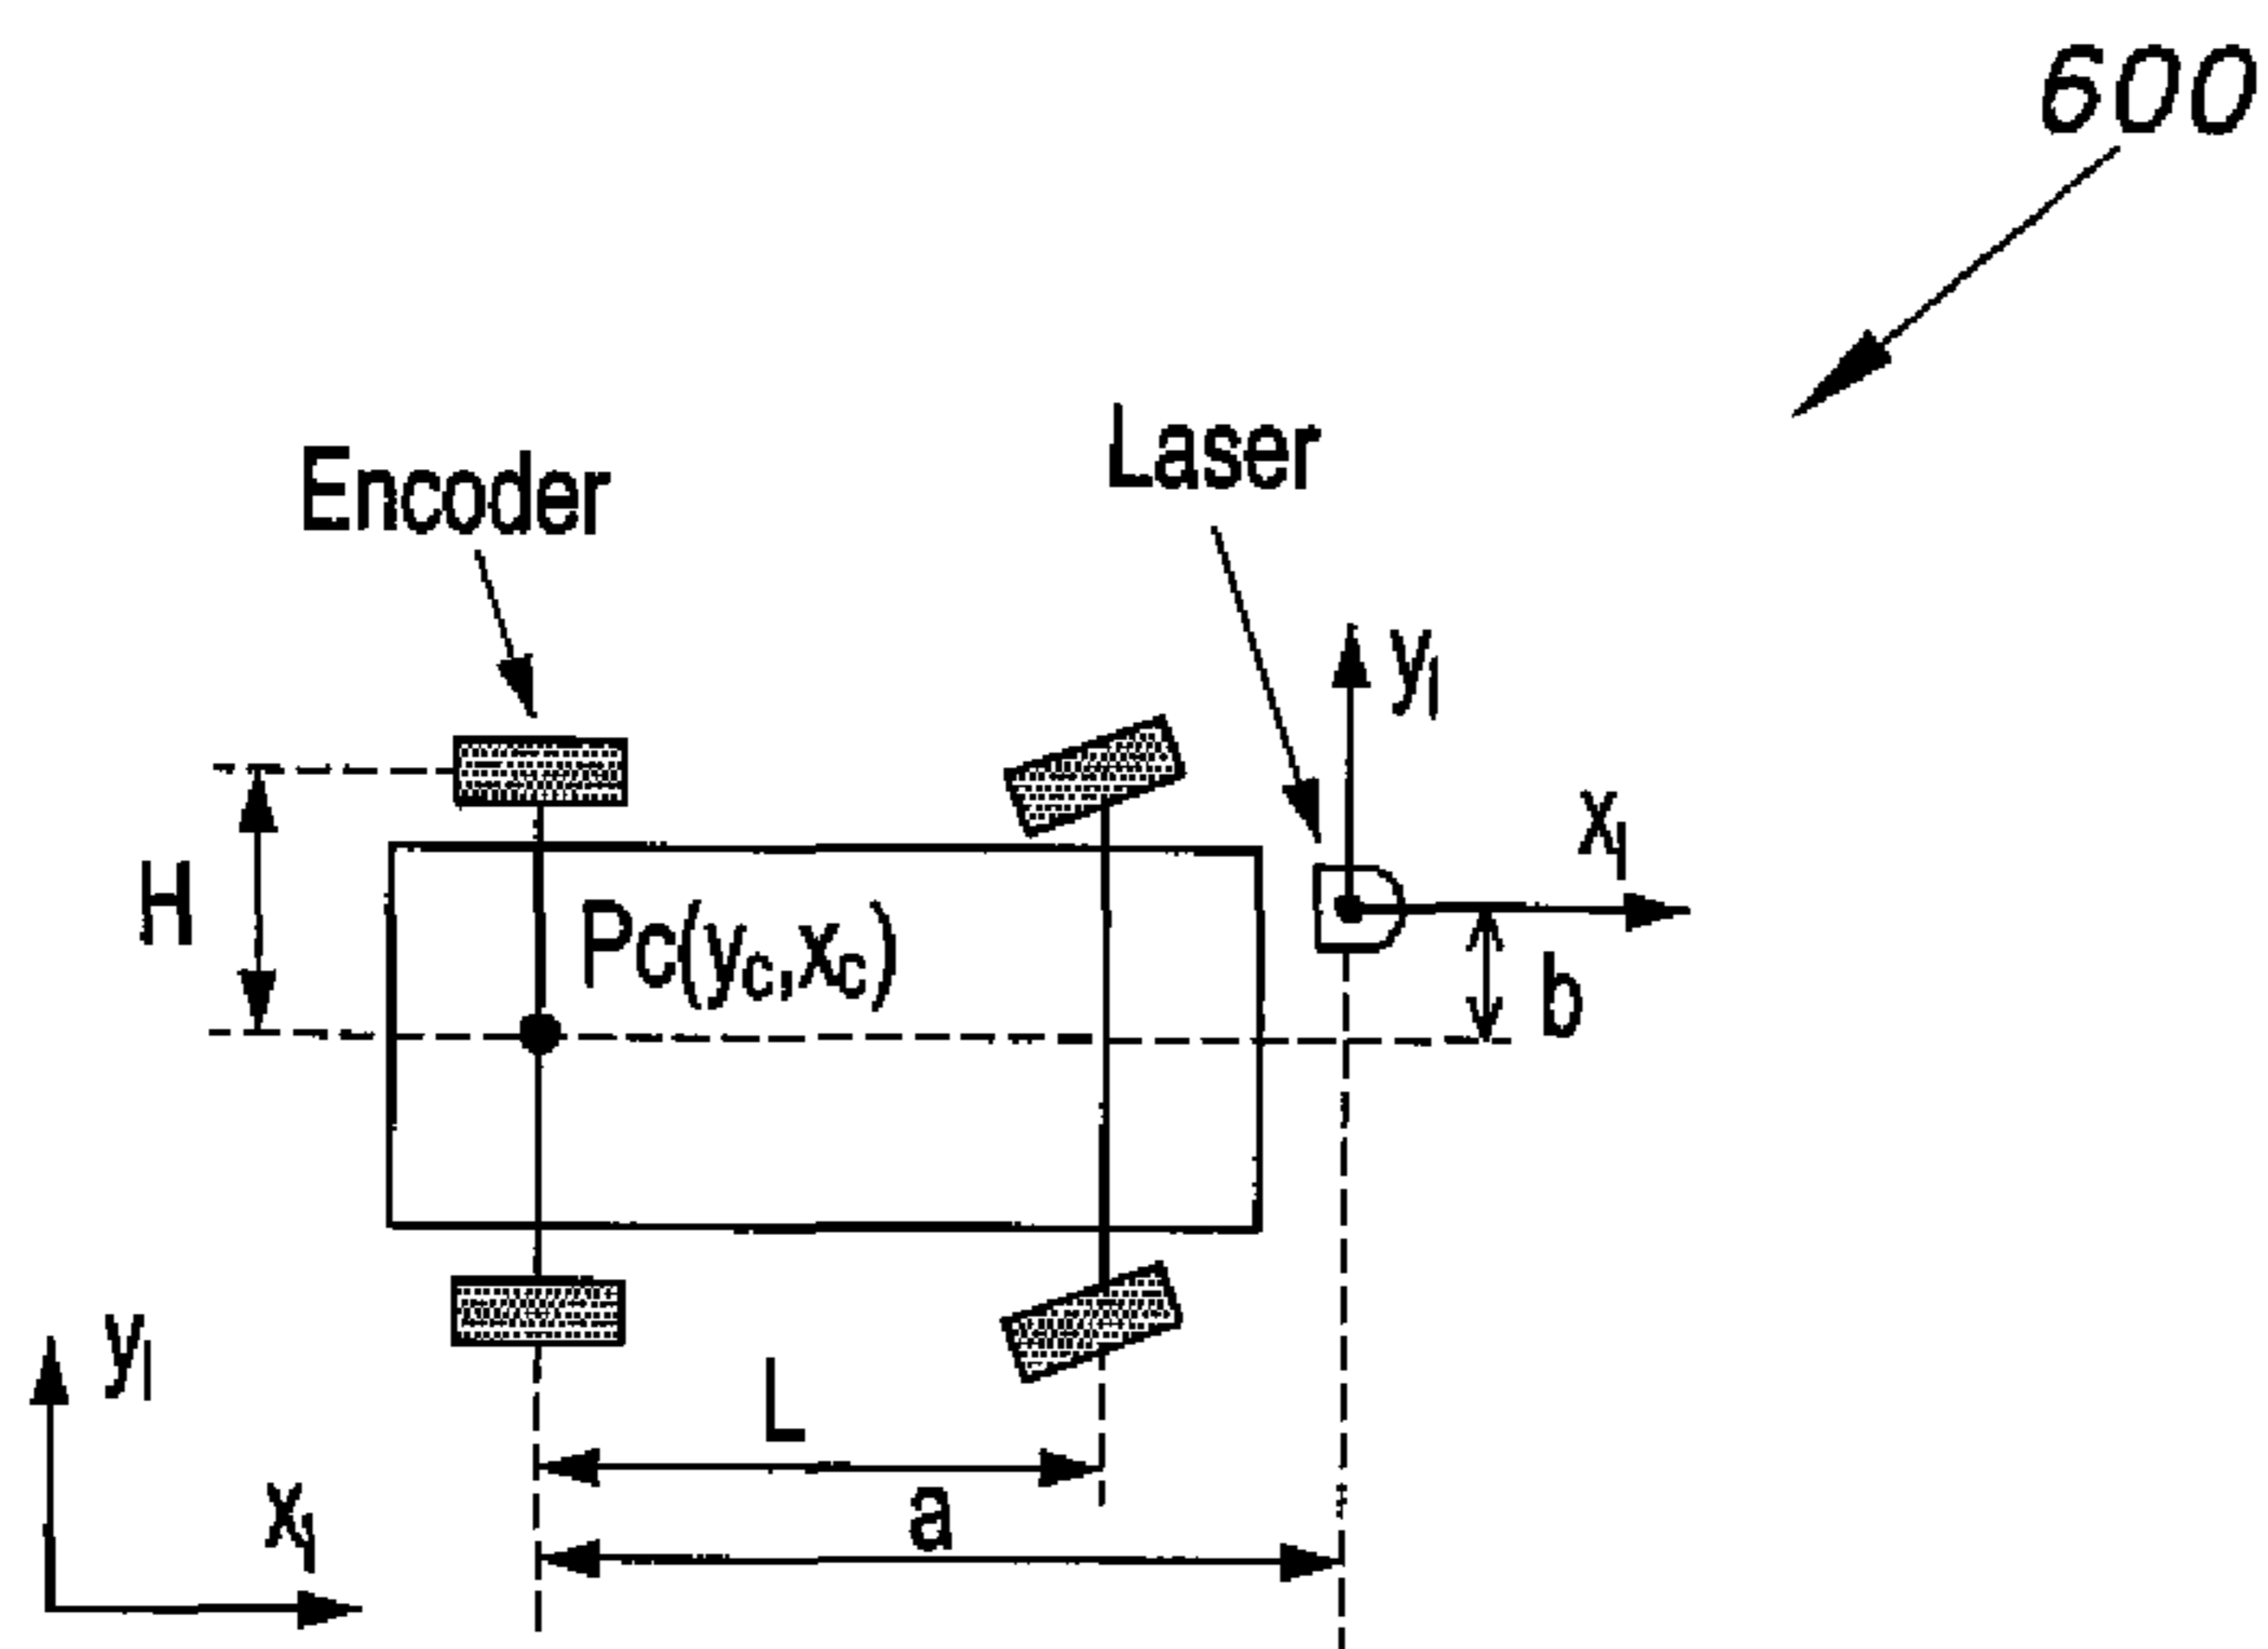 600
Laser
Encoder
yl
xl
H
Pc(yc,xc)
b
yl
L
xl
a